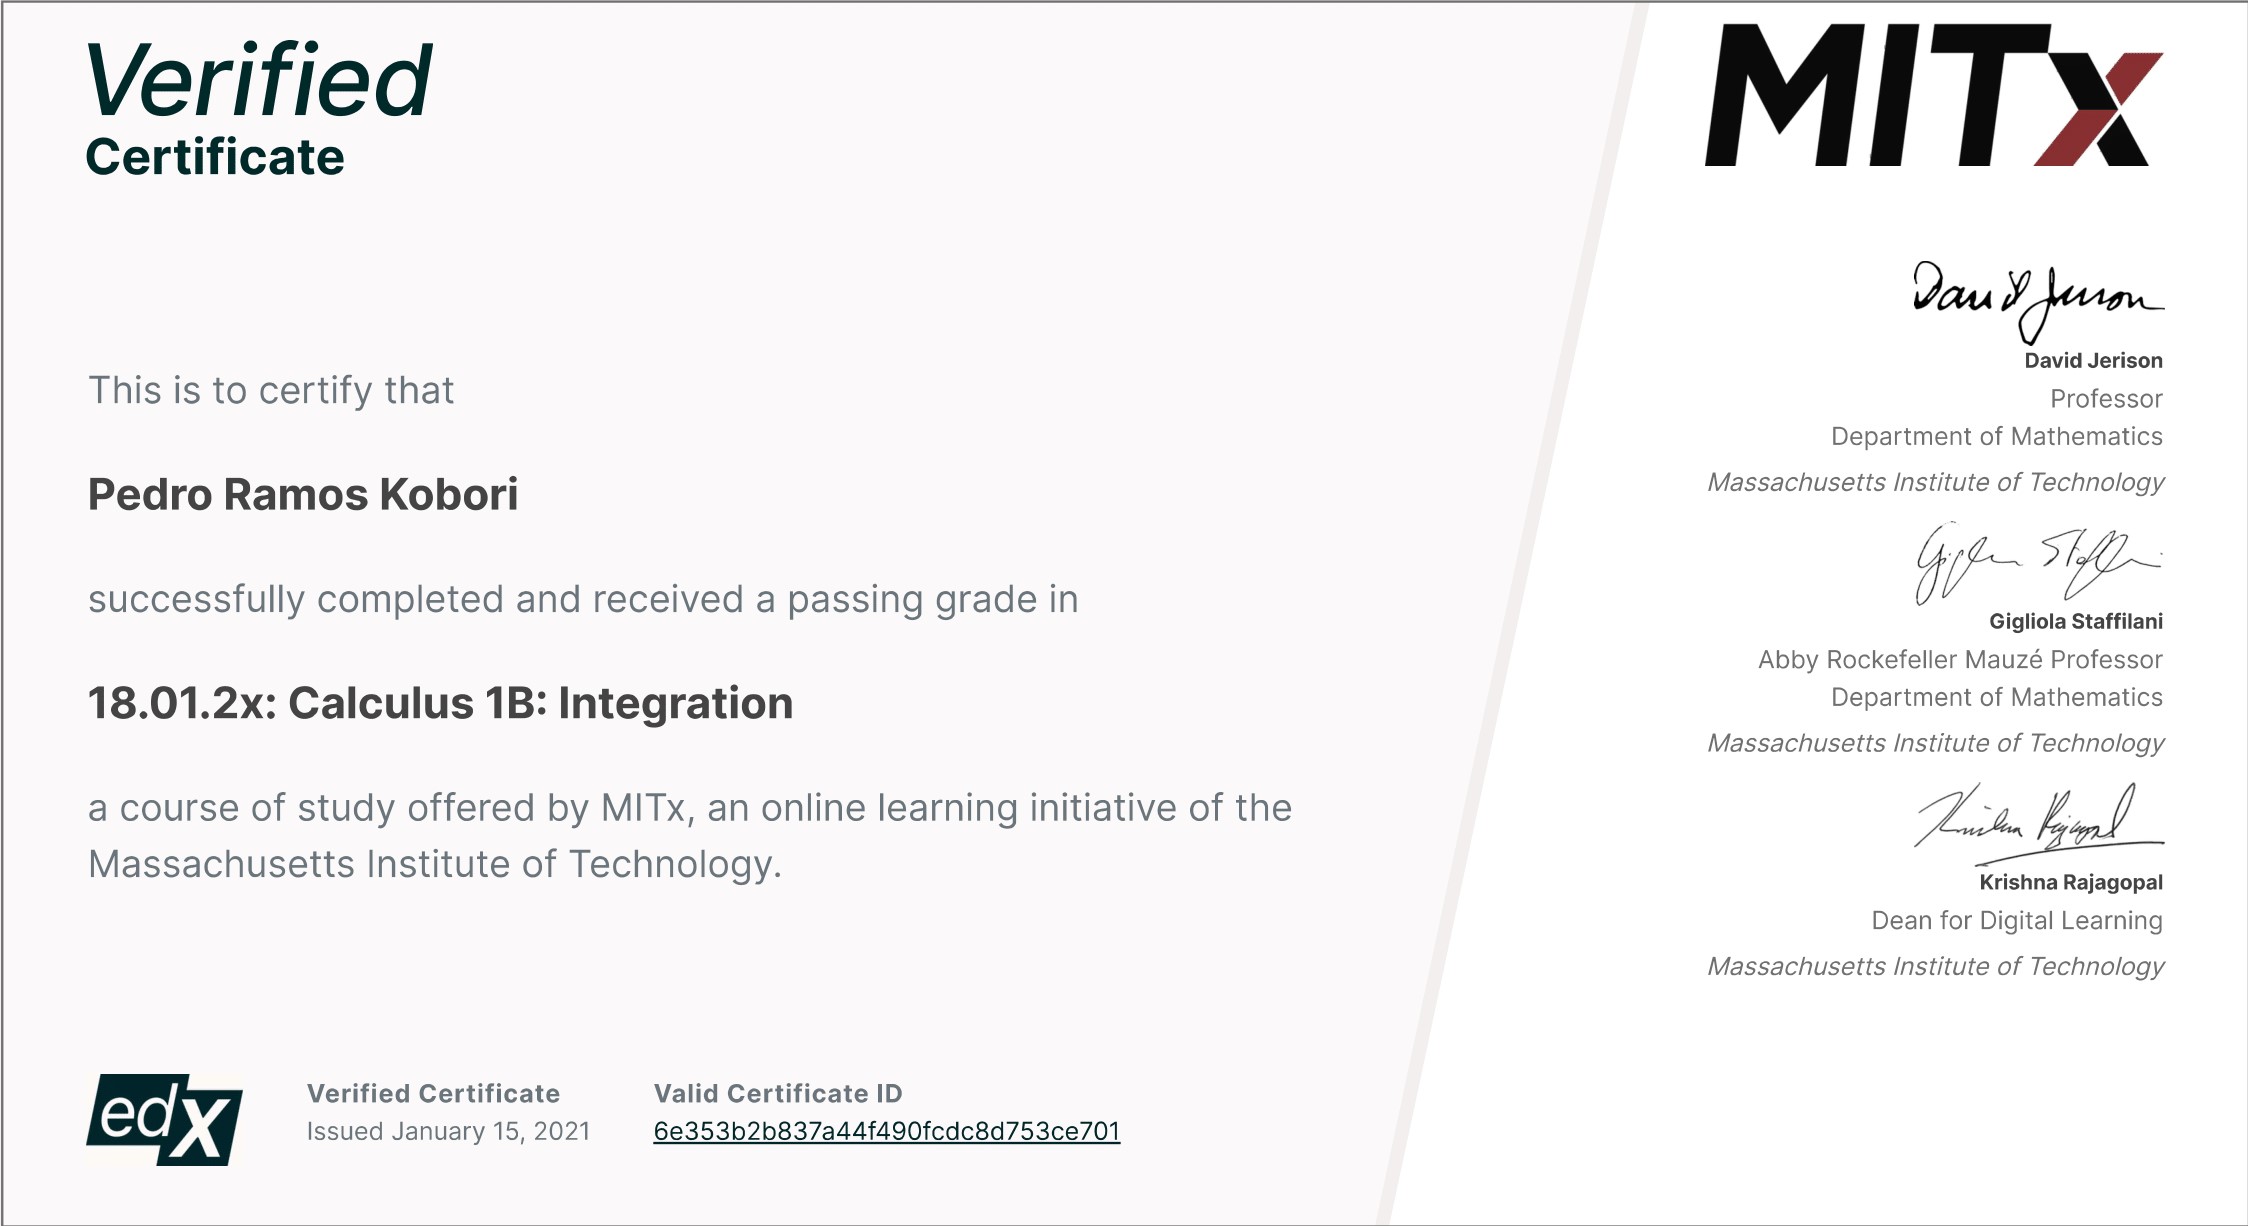 Verified
Certificate
This is to certify that
Pedro Ramos Kobori
successfully completed and received a passing grade in
18.01.2x: Calculus 1B: Integration
a course of study offered by MITx, an online learning initiative of the
Massachusetts Institute of Technology.
edX
Verified Certificate
Issued January 15, 2021
Valid Certificate ID
6e353b2b837a44f490fcdc8d753ce701
MITx
David Jerison
David Jerison
Professor
Department of Mathematics
Massachusetts Institute of Technology
Gigliola Staffilani
Abby Rockefeller Mauzé Professor
Department of Mathematics
Massachusetts Institute of Technology
Krishna Rajagopal
Dean for Digital Learning
Massachusetts Institute of Technology